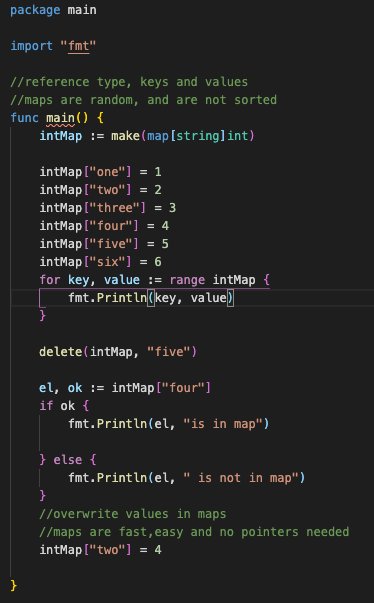 package main
import "fmt"
//reference type, keys and values
//maps are random, and are not sorted
func main() {
    intMap := make(map[string]int)
    intMap["one"] = 1
    intMap["two"] = 2
    intMap["three"] = 3
    intMap["four"] = 4
    intMap["five"] = 5
    intMap["six"] = 6
    for key, value := range intMap {
        fmt.Println(key, value)
    }
    delete(intMap, "five")
    el, ok := intMap["four"]
    if ok {
        fmt.Println(el, "is in map")
    } else {
        fmt.Println(el, " is not in map")
    }
    //overwrite values in maps
    //maps are fast,easy and no pointers needed
    intMap["two"] = 4
}